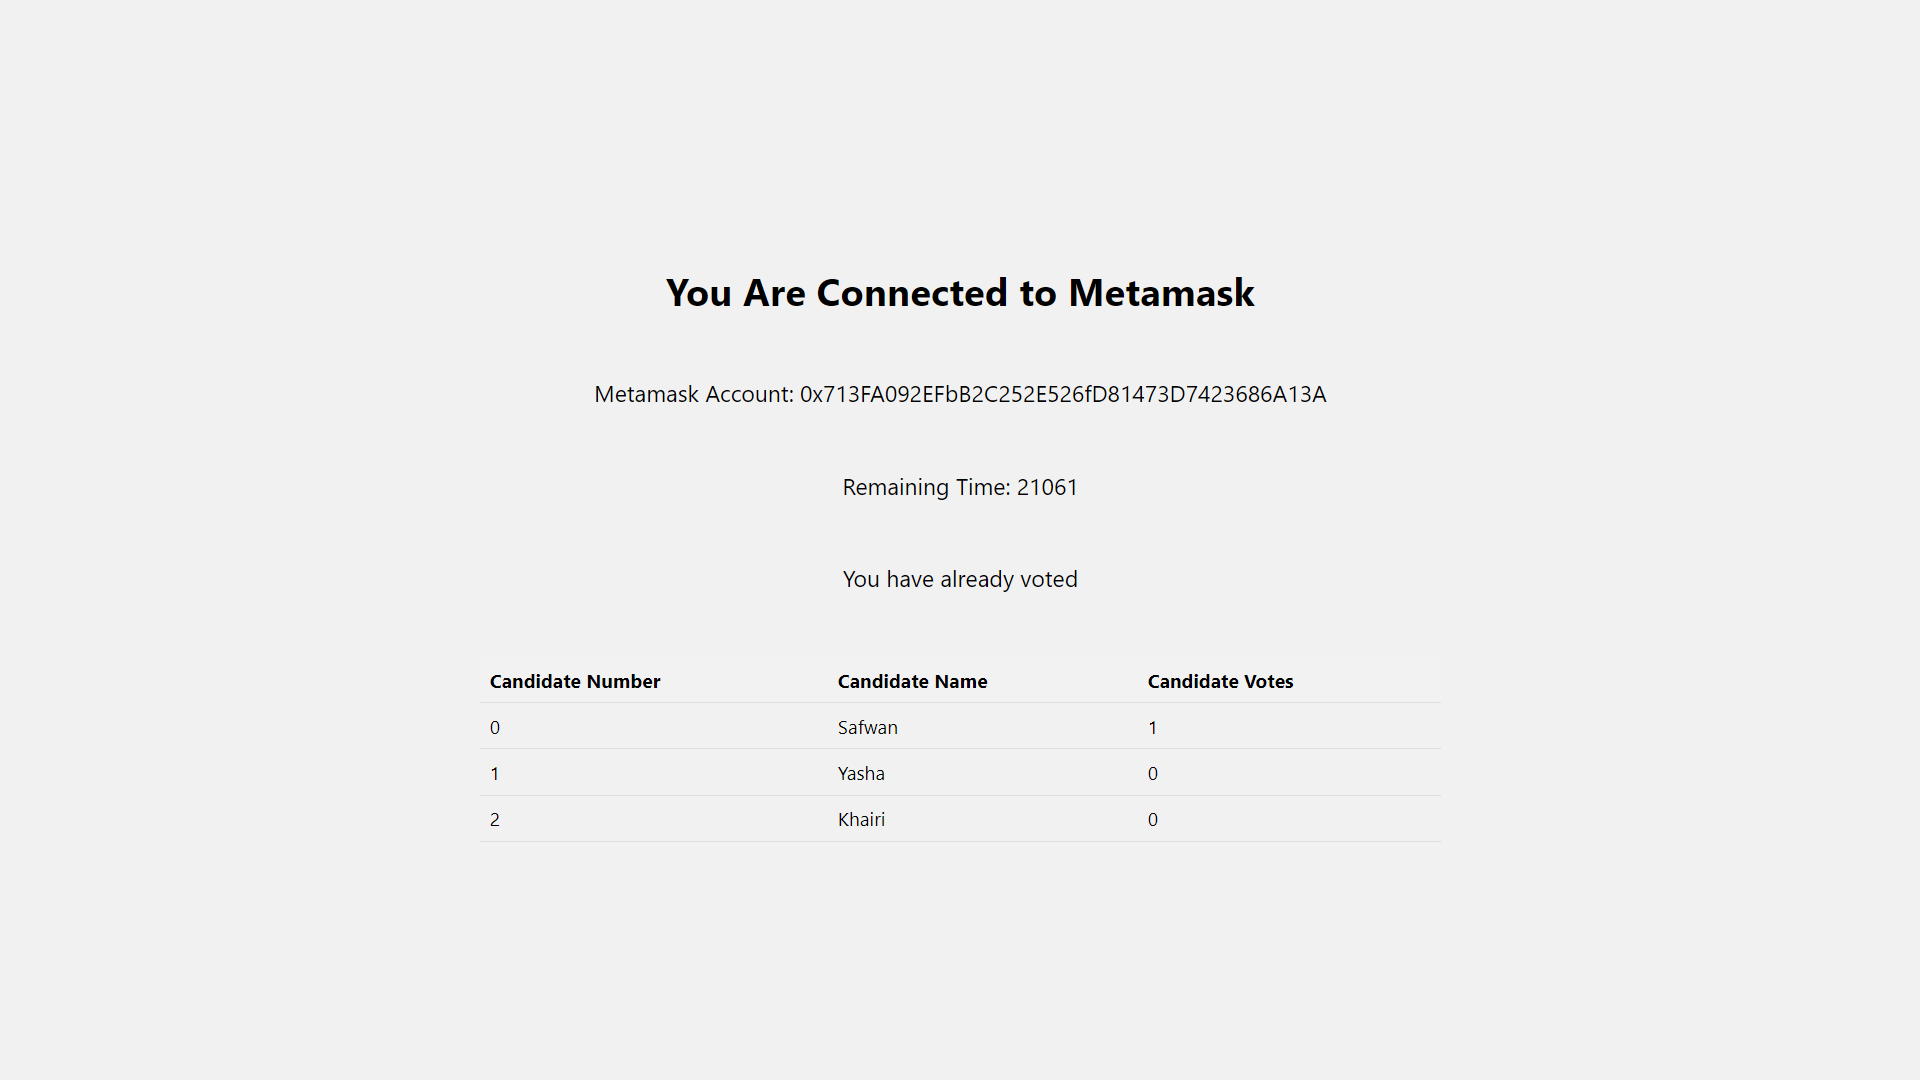 You Are Connected to Metamask
Metamask Account: 0x713FA092EFbB2C252E526fD81473D7423686A13A
Remaining Time: 21061
You have already voted
Candidate Number Candidate Name Candidate Votes
0 Safwan 1
1 Yasha 0
2 Khairi 0